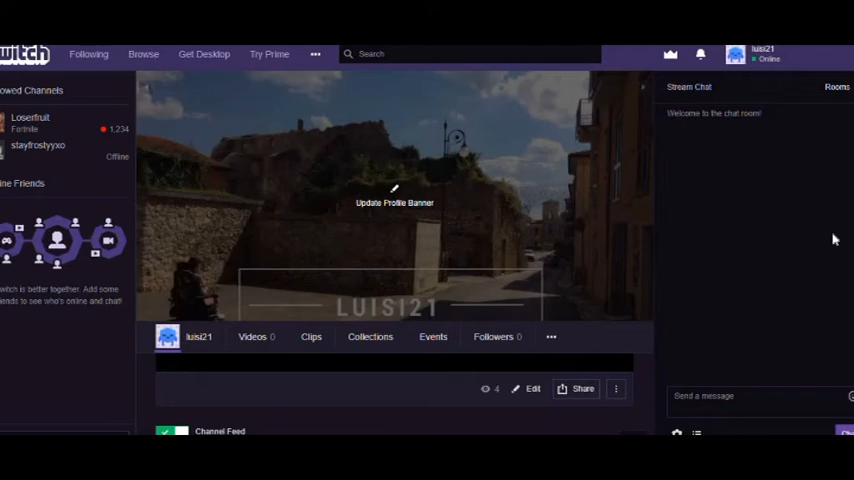 witch
Following
Browse
Get Desktop
Try Prime
Search
luisi21
Online
owed Channels
Loserfruit
Fortnite
1,234
stayfrostyyxo
Offline
ine Friends
witch is better together. Add some
riends to see who's online and chat!
Update Profile Banner
LUISI21
luisi21
Videos 0
Clips
Collections
Events
Followers 0
4
Edit
Share
Channel Feed
Stream Chat
Rooms
Welcome to the chat room!
Send a message